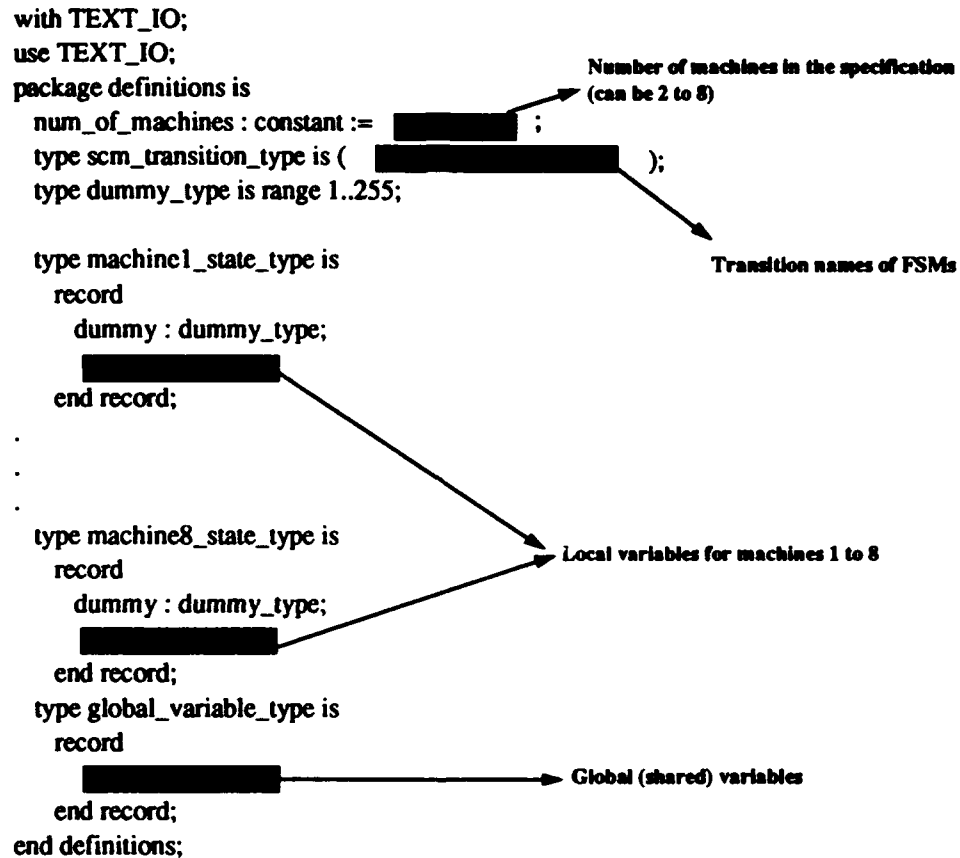 with TEXT_IO;
use TEXT_IO;
package definitions is
Number of machines in the specification
(can be 2 to 8)
num_of_machines : constant := ;
type scm_transition_type is ( );
type dummy_type is range 1..255;
type machine1_state_type is
Transition names of FSMs
record
dummy : dummy_type;
end record;
.
.
.
type machine8_state_type is
Local variables for machines 1 to 8
record
dummy : dummy_type;
end record;
type global_variable_type is
record
Global (shared) variables
end record;
end definitions;